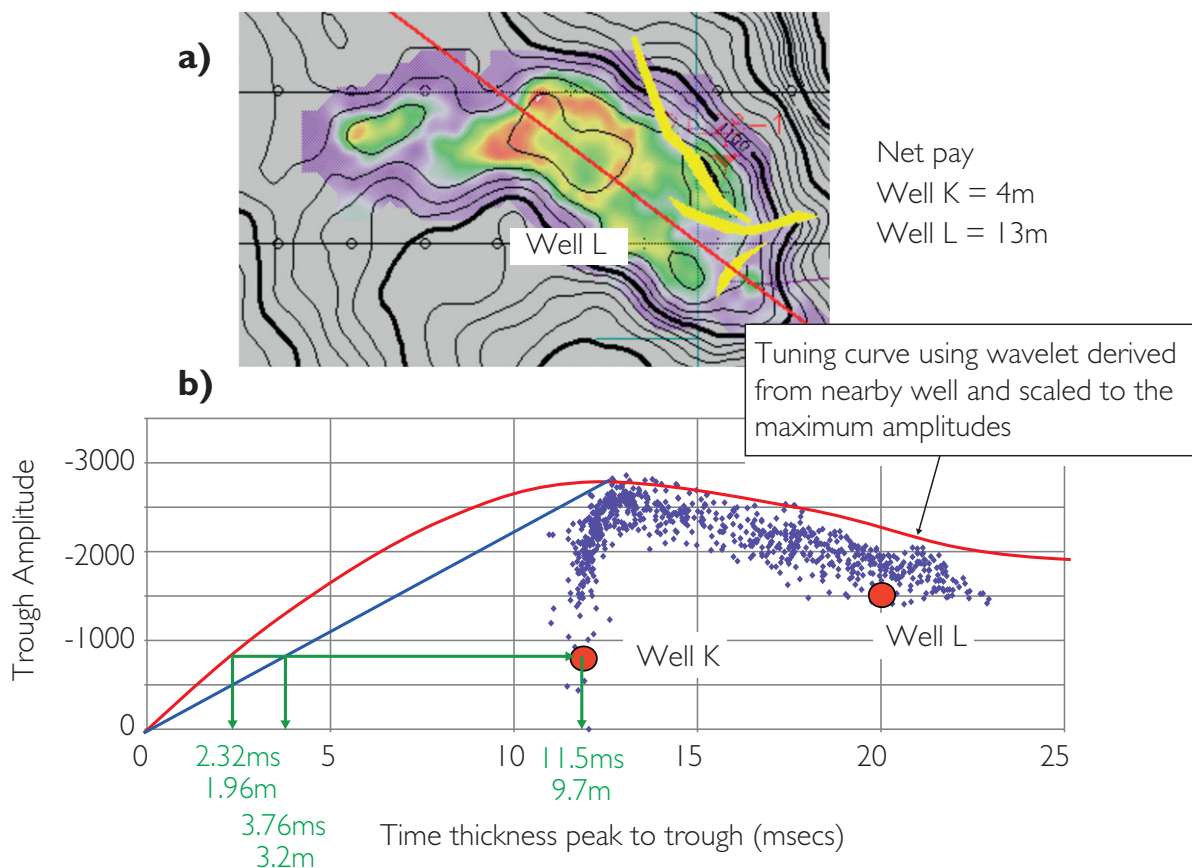 a)
1100
Net pay
Well K = 4m
Well L = 13m
Well L
Tuning curve using wavelet derived
from nearby well and scaled to the
maximum amplitudes
b)
Trough Amplitude
-3000
-2000
-1000
0
Well K
Well L
0 5 10 15 20 25
2.32ms 11.5ms
1.96m 9.7m
3.76ms
3.2m
Time thickness peak to trough (msecs)